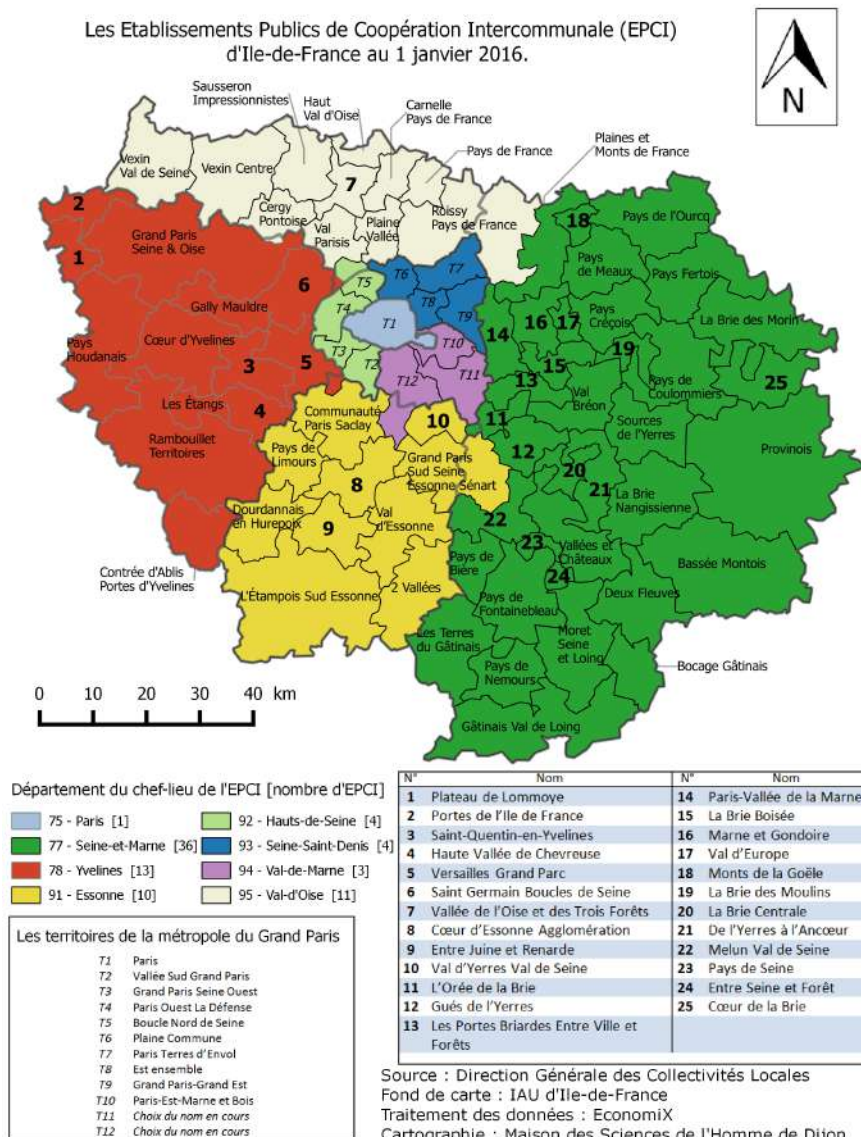 Les Etablissements Publics de Coopération Intercommunale (EPCI)
d'Ile-de-France au 1 janvier 2016.
N
Sausseron
Impressionnistes
Haut
Val d'Oise
Carnelle
Pays de France
Pays de France
Plaines et
Monts de France
Vexin
Val de Seine
Vexin Centre
7
Cergy
Pontoise
Val
Parisis
Plaine
Vallée
Roissy
Pays de France
18
Pays de l'Ourcq
2
1
Grand Paris
Seine & Oise
6
Pays
de Meaux
Pays Fertois
Gally Mauldre
T5
T6
T7
T4
T8
T1
T9
14
16
17
Pays
Créçois
La Brie des Morin
Pays
Houdanais
Cœur d'Yvelines
3
5
T3
T2
T10
T12
T11
13
15
19
25
Les Étangs
4
Val
Bréon
Pays de
Coulommiers
Rambouillet
Territoires
Communauté
Paris Saclay
10
11
12
Sources
de l'Yerres
Provinois
Pays de
Limours
8
Grand Paris
Sud Seine
Essonne Sénart
20
21
La Brie
Nangissienne
Dourdannais
en Hurepoix
9
Val
d'Essonne
22
23
Vallées et
Châteaux
Bassée Montois
Contrée d'Ablis
Portes d'Yvelines
L'Étampois Sud Essonne
2 Vallées
Pays de
Bière
24
Pays de
Fontainebleau
Deux Fleuves
Les Terres
du Gâtinais
Moret
Seine
et Loing
Pays de
Nemours
Bocage Gâtinais
Gâtinais Val de Loing
0 10 20 30 40 km
Département du chef-lieu de l'EPCI [nombre d'EPCI]
75 - Paris [1]
77 - Seine-et-Marne [36]
78 - Yvelines [13]
91 - Essonne [10]
92 - Hauts-de-Seine [4]
93 - Seine-Saint-Denis [4]
94 - Val-de-Marne [3]
95 - Val-d'Oise [11]
Les territoires de la métropole du Grand Paris
T1 Paris
T2 Vallée Sud Grand Paris
T3 Grand Paris Seine Ouest
T4 Paris Ouest La Défense
T5 Boucle Nord de Seine
T6 Plaine Commune
T7 Paris Terres d'Envol
T8 Est ensemble
T9 Grand Paris-Grand Est
T10 Paris-Est-Marne et Bois
T11 Choix du nom en cours
T12 Choix du nom en cours
N° Nom N° Nom
1 Plateau de Lommoye 14 Paris-Vallée de la Marne
2 Portes de l'Ile de France 15 La Brie Boisée
3 Saint-Quentin-en-Yvelines 16 Marne et Gondoire
4 Haute Vallée de Chevreuse 17 Val d'Europe
5 Versailles Grand Parc 18 Monts de la Goële
6 Saint Germain Boucles de Seine 19 La Brie des Moulins
7 Vallée de l'Oise et des Trois Forêts 20 La Brie Centrale
8 Cœur d'Essonne Agglomération 21 De l'Yerres à l'Ancœur
9 Entre Juine et Renarde 22 Melun Val de Seine
10 Val d'Yerres Val de Seine 23 Pays de Seine
11 L'Orée de la Brie 24 Entre Seine et Forêt
12 Gués de l'Yerres 25 Cœur de la Brie
13 Les Portes Briardes Entre Ville et
Forêts
Source : Direction Générale des Collectivités Locales
Fond de carte : IAU d'Ile-de-France
Traitement des données : EconomiX
Cartographie : Maison des Sciences de l'Homme de Dijon